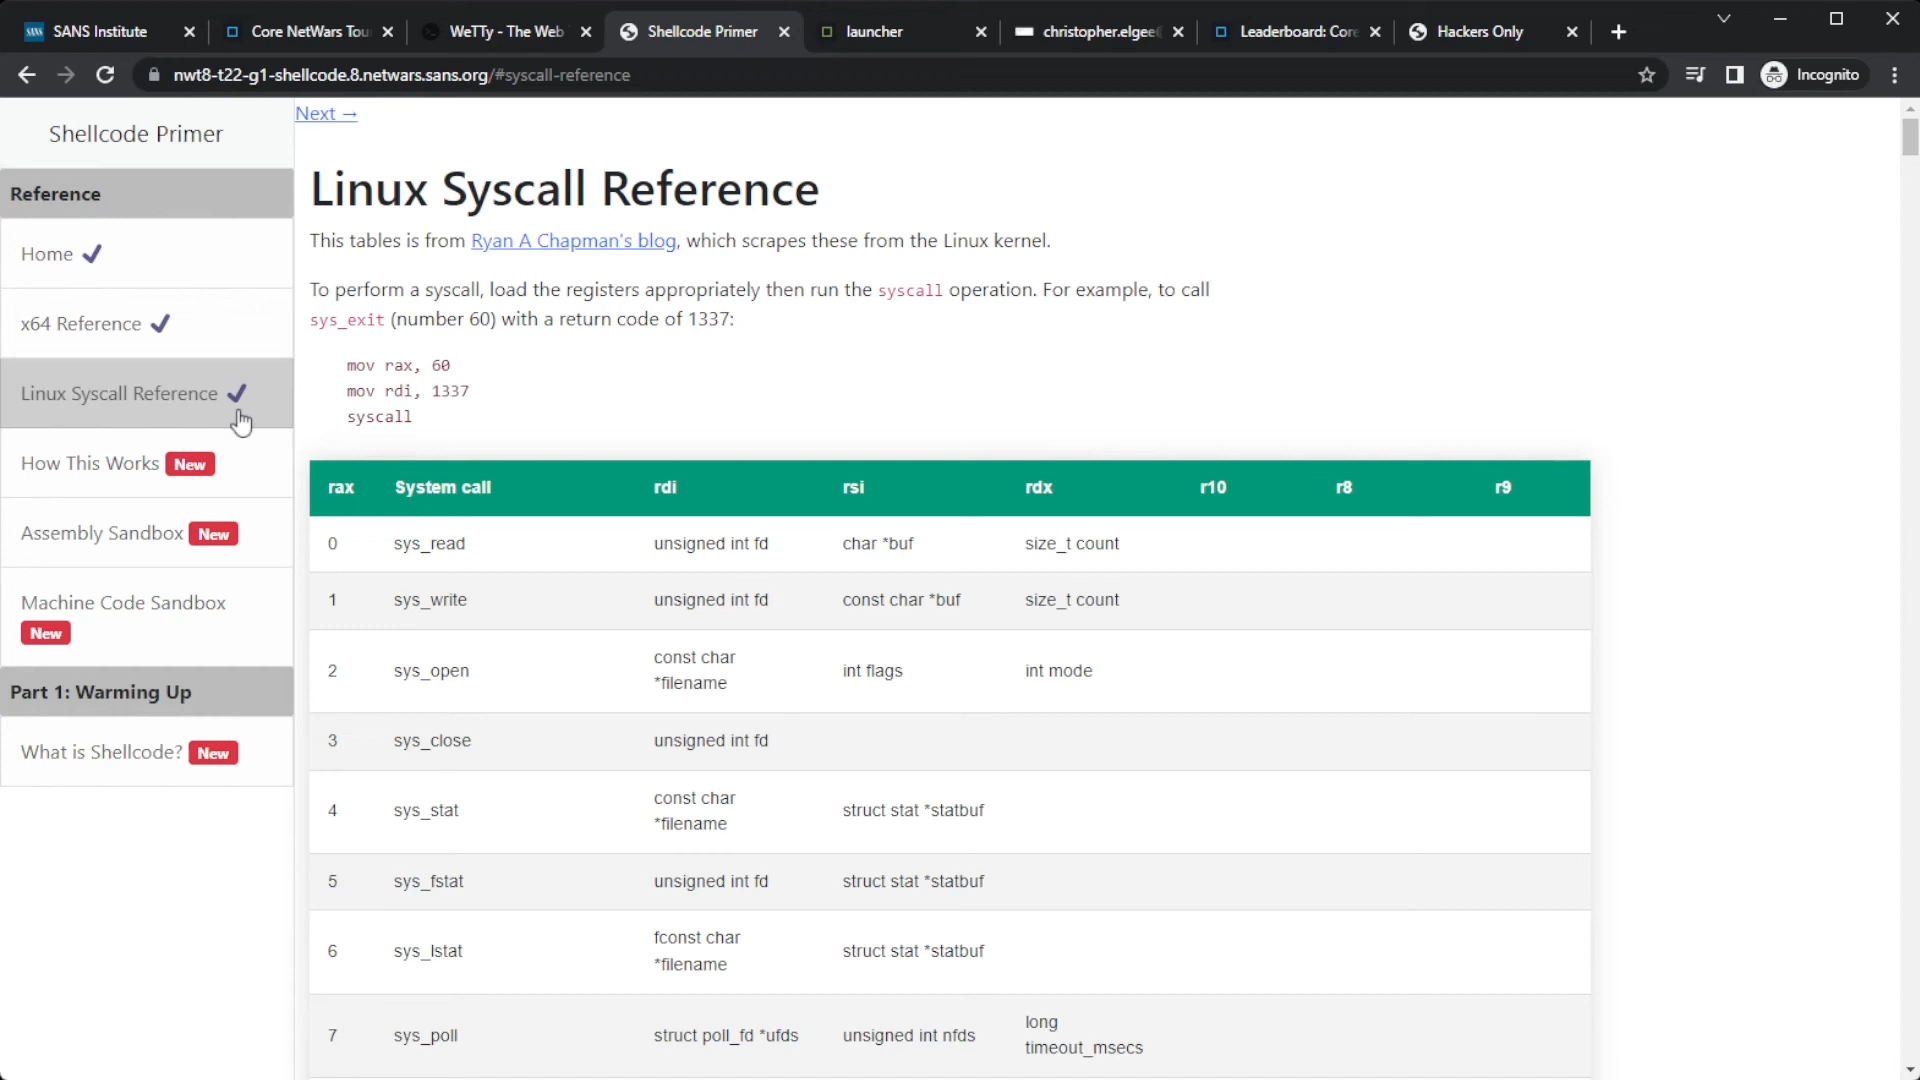 SANS Institute
Core NetWars Tou
WeTTy - The Web
Shellcode Primer
launcher
christopher.elgee
Leaderboard: Core
Hackers Only
nwt8-t22-g1-shellcode.8.netwars.sans.org/#syscall-reference
Incognito
Shellcode Primer
Reference
Home
x64 Reference
Linux Syscall Reference
How This Works New
Assembly Sandbox New
Machine Code Sandbox
New
Part 1: Warming Up
What is Shellcode? New
Next →
Linux Syscall Reference
This tables is from Ryan A Chapman's blog, which scrapes these from the Linux kernel.
To perform a syscall, load the registers appropriately then run the syscall operation. For example, to call
sys_exit (number 60) with a return code of 1337:
mov rax, 60
mov rdi, 1337
syscall
rax System call rdi rsi rdx r10 r8 r9
0 sys_read unsigned int fd char *buf size_t count
1 sys_write unsigned int fd const char *buf size_t count
2 sys_open const char *filename int flags int mode
3 sys_close unsigned int fd
4 sys_stat const char *filename struct stat *statbuf
5 sys_fstat unsigned int fd struct stat *statbuf
6 sys_lstat fconst char *filename struct stat *statbuf
7 sys_poll struct poll_fd *ufds unsigned int nfds long timeout_msecs